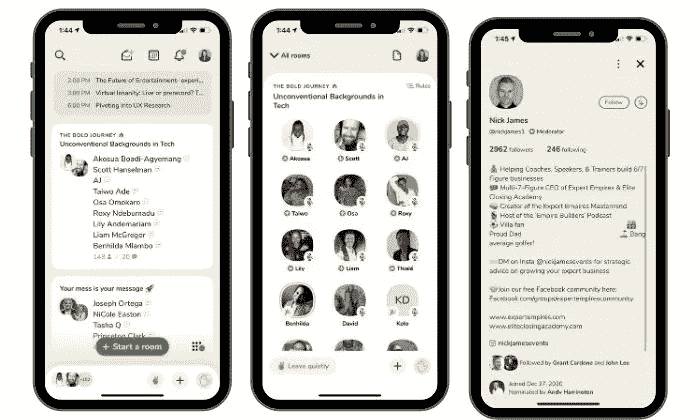 1:44
2:00 PM The Future of Entertainment: experi...
3:00 PM Virtual Insanity: Live or prerecord? T...
6:00 PM Pivoting into UX Research
THE BOLD JOURNEY
Unconventional Backgrounds in Tech
Akosua Boadi-Agyemang
Scott Hanselman
AJ
Taiwo Ade
Osa Omokaro
Roxy Ndebumadu
Lily Andemariam
Liam McGregor
Benhilda Mlambo
148 / 20
Your mess is your message 🚀
Joseph Ortega
NiCole Easton
Tasha Q
Princeton Clark
+ Start a room
1:44
All rooms
THE BOLD JOURNEY
Rules
Unconventional Backgrounds in
Tech
Akosua Scott AJ
Taiwo Osa Roxy
Lily Liam Thaiė
KD
Benhilda David Kelo
✌ Leave quietly
1:45
Follow
Nick James
@nickjames1 Moderator
2962 followers 246 following
Helping Coaches, Speakers, & Trainers build 6/7
Figure businesses
Multi-7-Figure CEO of Expert Empires & Elite
Closing Academy
Creator of the Expert Empires Mastermind
Host of the 'Empire Builders' Podcast
Villa fan
Proud Dad Bang
average golfer!
DM on Insta @nickjamesevents for strategic
advice on growing your expert business
Join our free Facebook community here:
Facebook.com/groups/expertempirescommunity
www.expertempires.com
www.eliteclosingacademy.com
nickjamesevents
Followed by Grant Cardone and John Lee
Joined Dec 27, 2020
Nominated by Andy Harrington